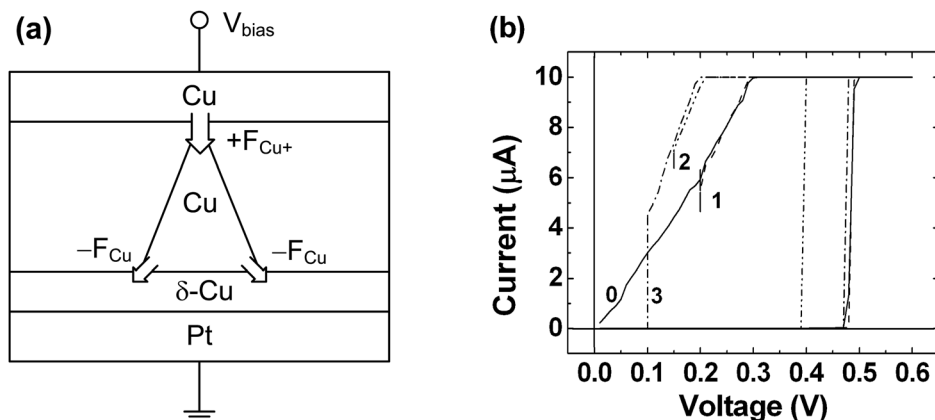 (a)
V_bias
Cu
+F_Cu+
Cu
−F_Cu
−F_Cu
δ-Cu
Pt
(b)
Current (μA)
10
8
6
4
2
0
2
1
0
3
0.0 0.1 0.2 0.3 0.4 0.5 0.6
Voltage (V)